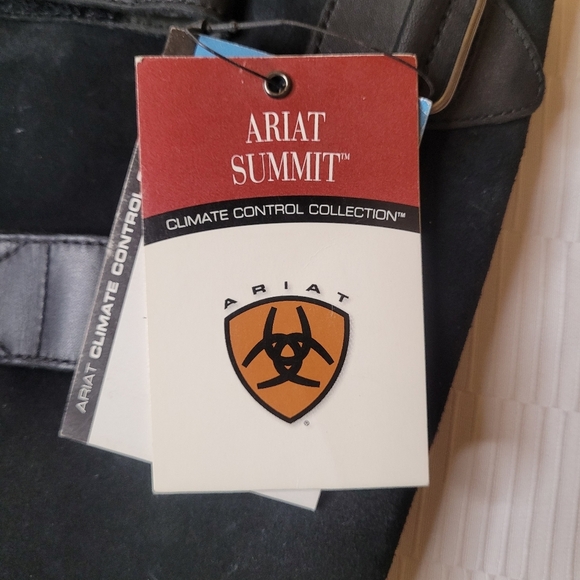 ARIAT
SUMMIT™
CLIMATE CONTROL COLLECTION™
ARIAT
®
ARIAT CLIMATE CONTROL